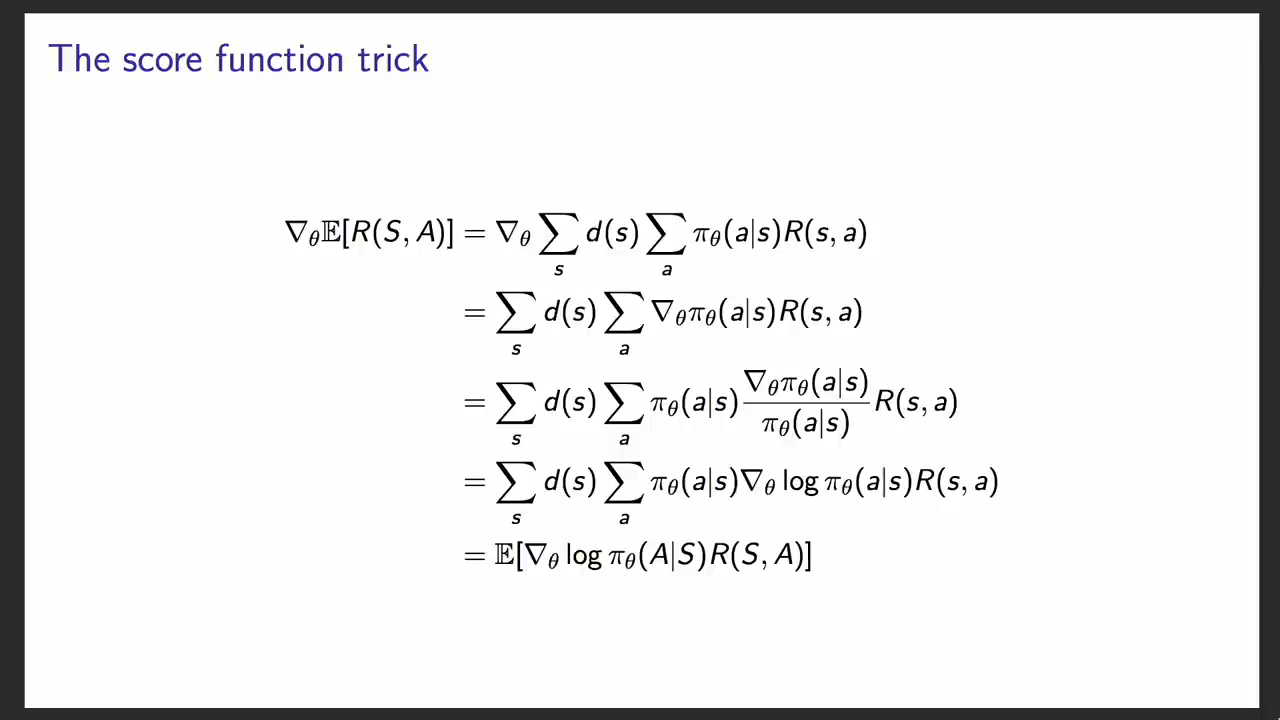 The score function trick
∇θ𝔼[R(S, A)] = ∇θ ∑s d(s) ∑a πθ(a|s)R(s, a)
= ∑s d(s) ∑a ∇θπθ(a|s)R(s, a)
= ∑s d(s) ∑a πθ(a|s) ∇θπθ(a|s) / πθ(a|s) R(s, a)
= ∑s d(s) ∑a πθ(a|s)∇θ log πθ(a|s)R(s, a)
= 𝔼[∇θ log πθ(A|S)R(S, A)]